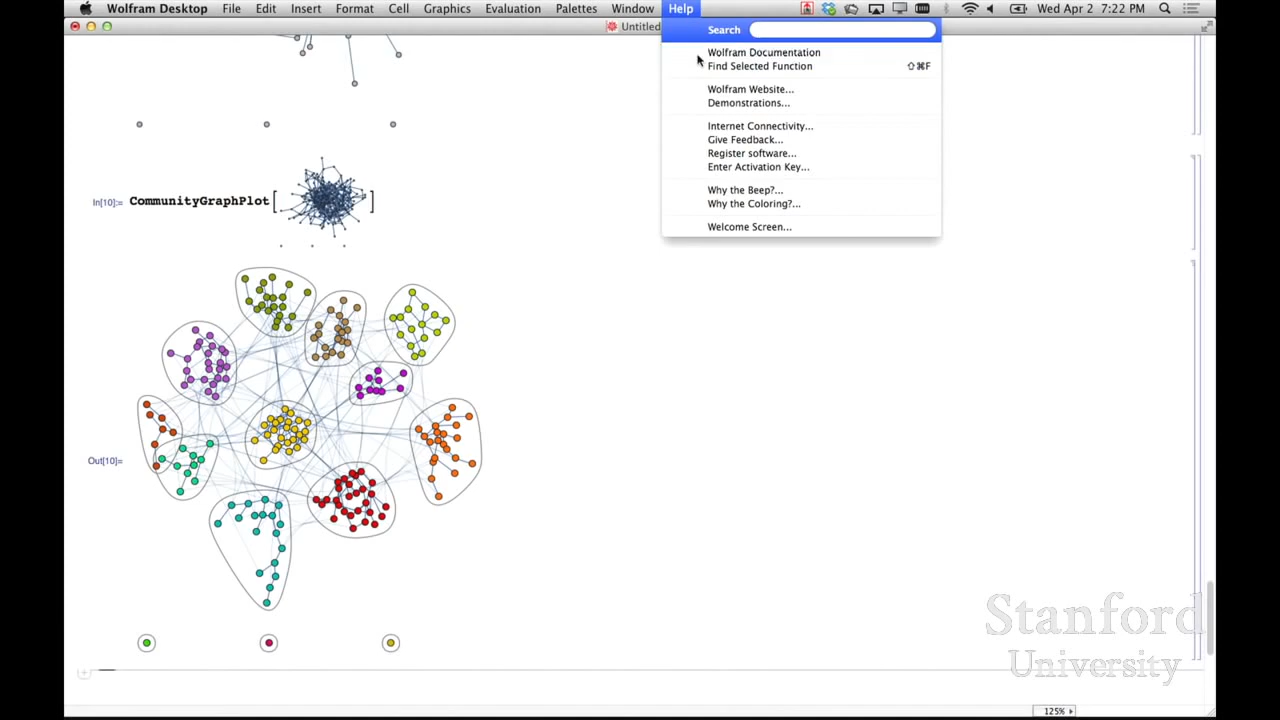 Wolfram Desktop File Edit Insert Format Cell Graphics Evaluation Palettes Window Help Wed Apr 2 7:22 PM
Untitled
Search
Wolfram Documentation
Find Selected Function ⇧⌘F
Wolfram Website...
Demonstrations...
Internet Connectivity...
Give Feedback...
Register software...
Enter Activation Key...
Why the Beep?...
Why the Coloring?...
Welcome Screen...
In[10]:= CommunityGraphPlot[ ]
Out[10]=
Stanford
University
125%